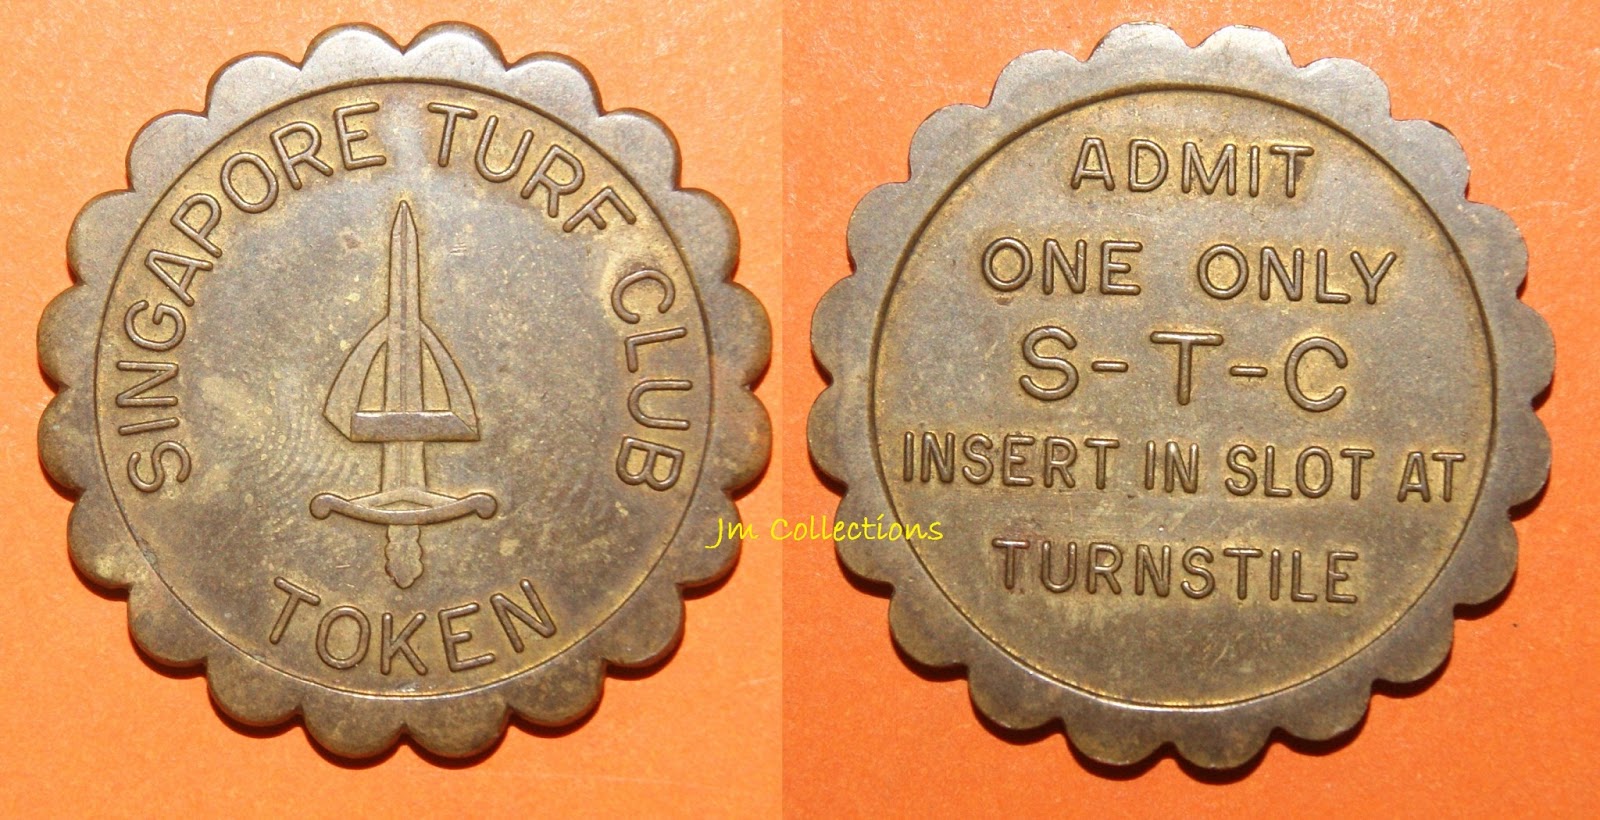 SINGAPORE TURF CLUB
TOKEN
ADMIT
ONE ONLY
S-T-C
INSERT IN SLOT AT
TURNSTILE
Jm Collections